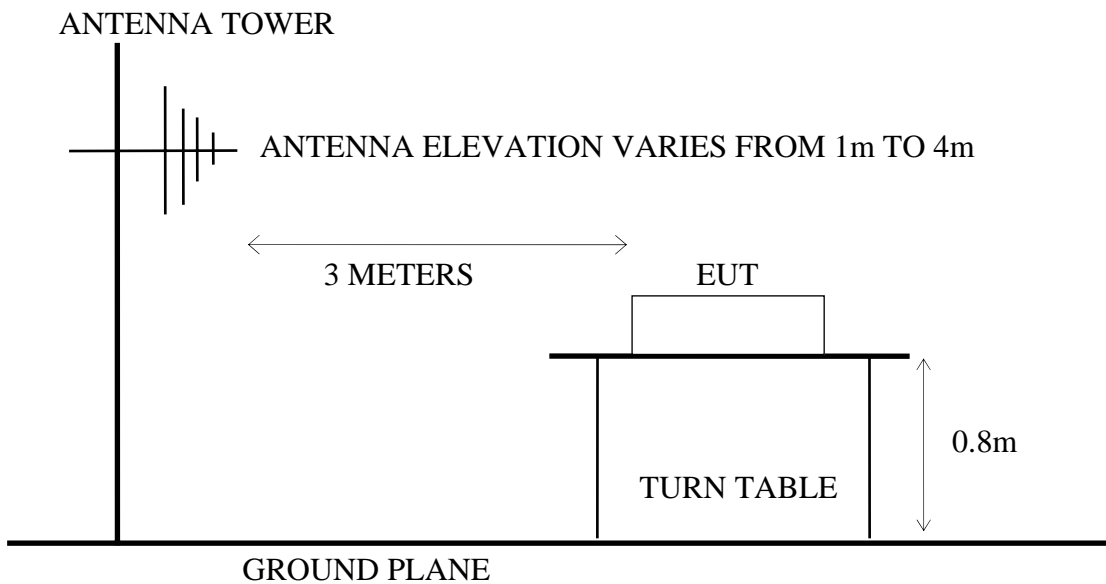 ANTENNA TOWER
ANTENNA ELEVATION VARIES FROM 1m TO 4m
3 METERS
EUT
0.8m
TURN TABLE
GROUND PLANE